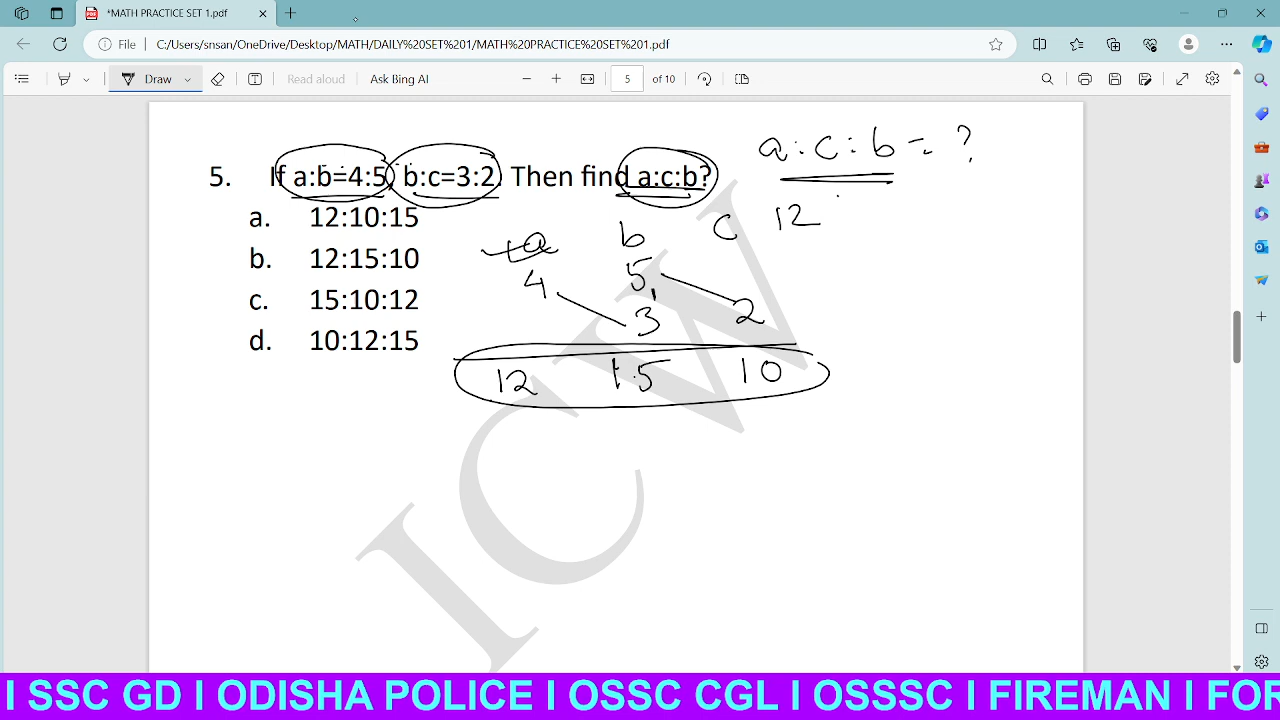 *MATH PRACTICE SET 1.pdf
File C:/Users/snsan/OneDrive/Desktop/MATH/DAILY%20SET%201/MATH%20PRACTICE%20SET%201.pdf
Draw Read aloud Ask Bing AI 5 of 10
5. If a:b=4:5, b:c=3:2. Then find a:c:b?
a:c:b = ?
a. 12:10:15
b. 12:15:10
c. 15:10:12
d. 10:12:15
a b c 12
4 5
3 2
12 15 10
ICW
I SSC GD I ODISHA POLICE I OSSC CGL I OSSSC I FIREMAN I FOR